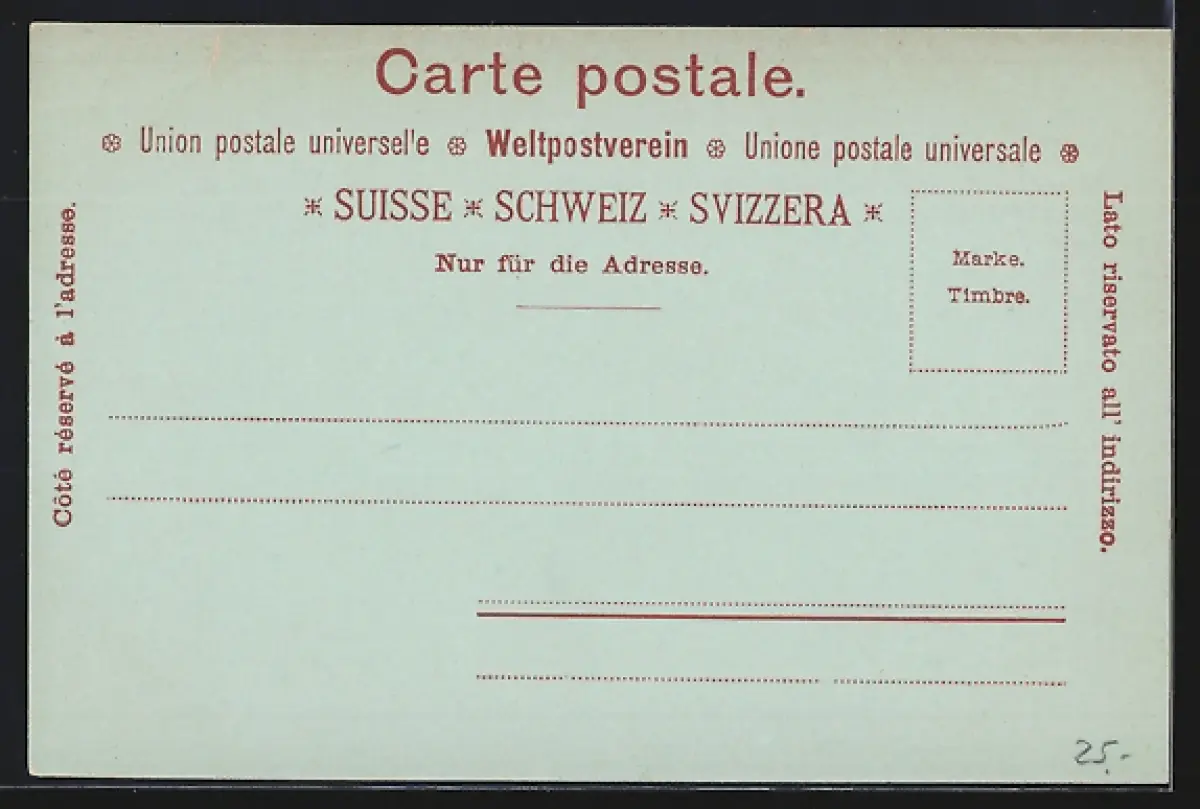 Carte postale.
❁ Union postale universel'e ❁ Weltpostverein ❁ Unione postale universale ❁
* SUISSE * SCHWEIZ * SVIZZERA *
Nur für die Adresse.
Marke.
Timbre.
Côté réservé à l'adresse.
Lato riservato all' indirizzo.
25.-